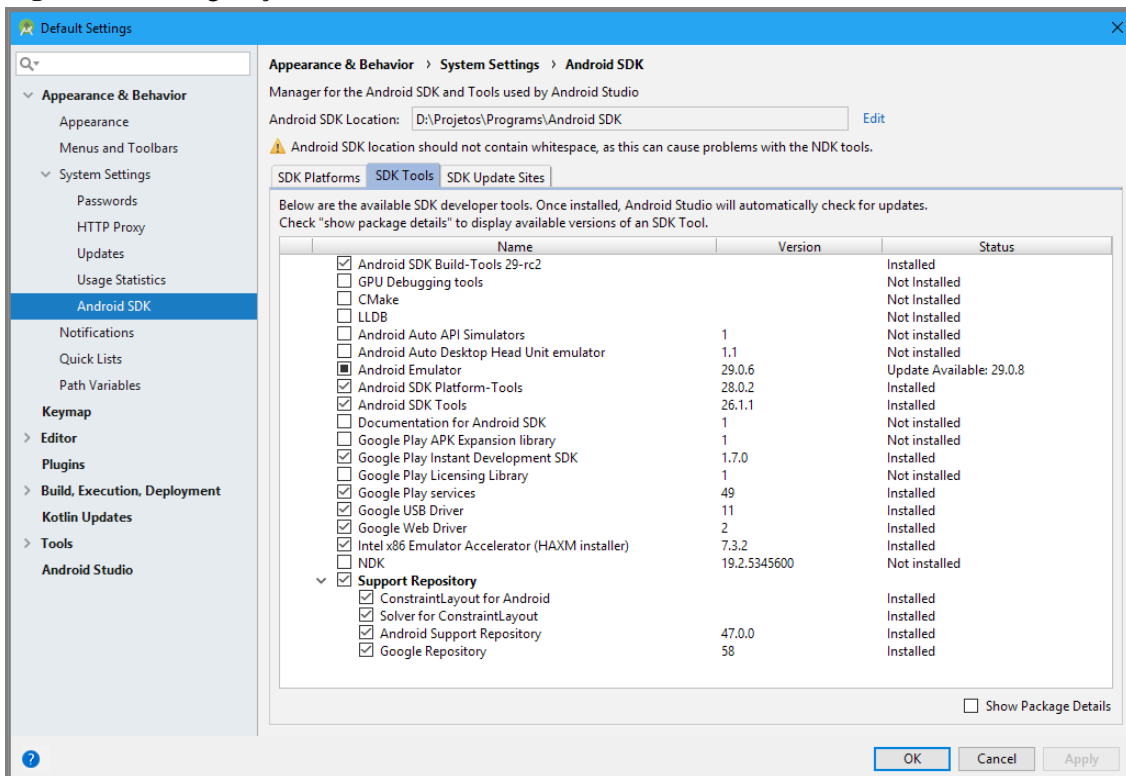 Default Settings
Appearance & Behavior
Appearance
Menus and Toolbars
System Settings
Passwords
HTTP Proxy
Updates
Usage Statistics
Android SDK
Notifications
Quick Lists
Path Variables
Keymap
Editor
Plugins
Build, Execution, Deployment
Kotlin Updates
Tools
Android Studio
Appearance & Behavior › System Settings › Android SDK
Manager for the Android SDK and Tools used by Android Studio
Android SDK Location: D:\Projetos\Programs\Android SDK Edit
Android SDK location should not contain whitespace, as this can cause problems with the NDK tools.
SDK Platforms SDK Tools SDK Update Sites
Below are the available SDK developer tools. Once installed, Android Studio will automatically check for updates.
Check "show package details" to display available versions of an SDK Tool.
Name Version Status
Android SDK Build-Tools 29-rc2 Installed
GPU Debugging tools Not Installed
CMake Not Installed
LLDB Not Installed
Android Auto API Simulators 1 Not installed
Android Auto Desktop Head Unit emulator 1.1 Not installed
Android Emulator 29.0.6 Update Available: 29.0.8
Android SDK Platform-Tools 28.0.2 Installed
Android SDK Tools 26.1.1 Installed
Documentation for Android SDK 1 Not installed
Google Play APK Expansion library 1 Not installed
Google Play Instant Development SDK 1.7.0 Installed
Google Play Licensing Library 1 Not installed
Google Play services 49 Installed
Google USB Driver 11 Installed
Google Web Driver 2 Installed
Intel x86 Emulator Accelerator (HAXM installer) 7.3.2 Installed
NDK 19.2.5345600 Not installed
Support Repository
ConstraintLayout for Android Installed
Solver for ConstraintLayout Installed
Android Support Repository 47.0.0 Installed
Google Repository 58 Installed
Show Package Details
? OK Cancel Apply